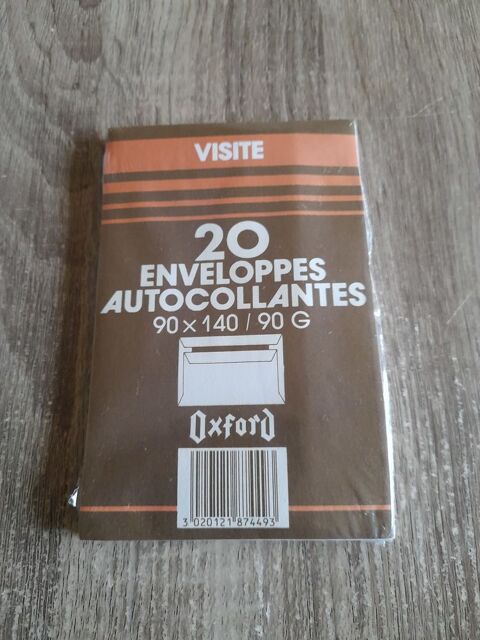 VISITE
20
ENVELOPPES
AUTOCOLLANTES
90 x 140 / 90 G
Oxford
3 020121 874493